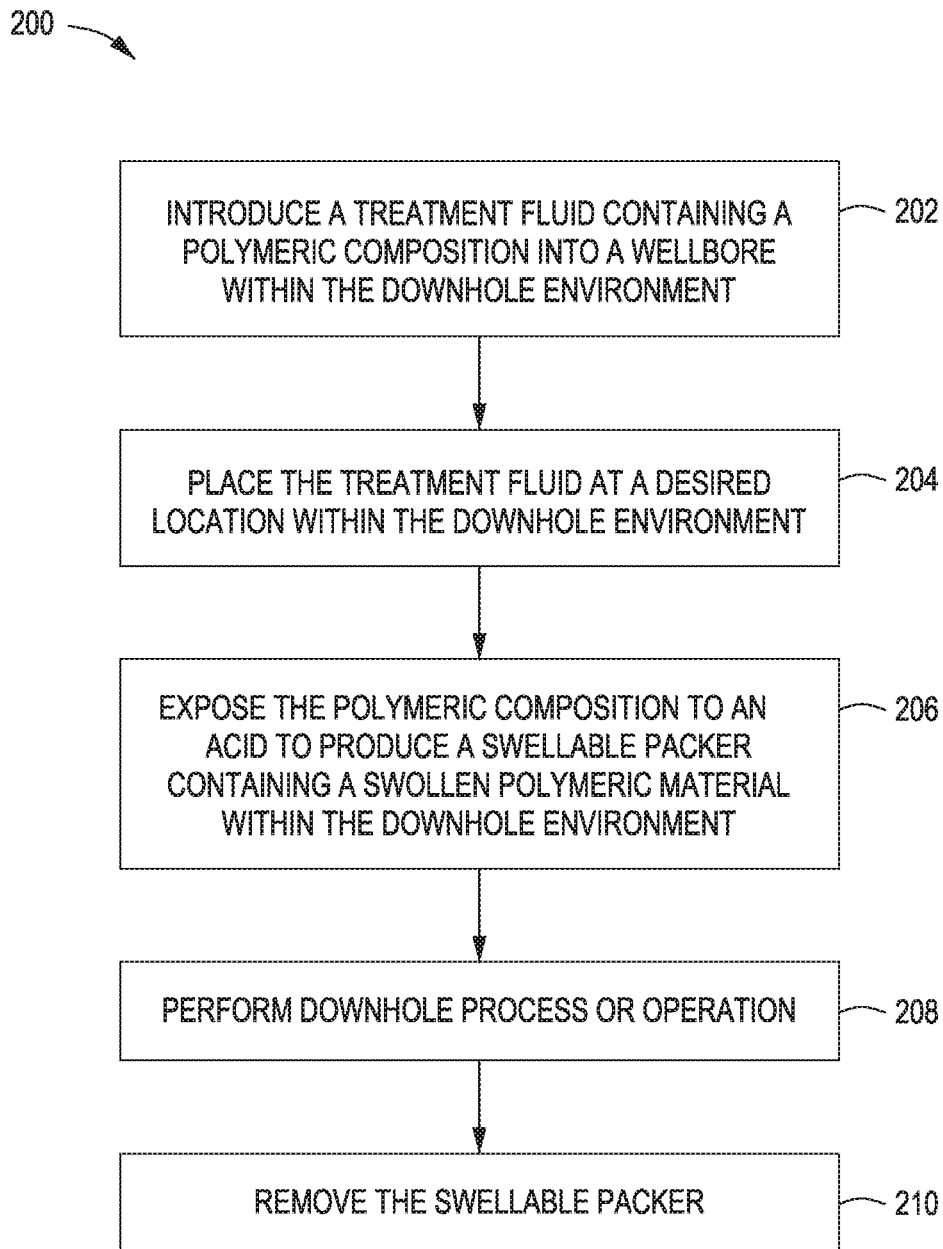 200
INTRODUCE A TREATMENT FLUID CONTAINING A
POLYMERIC COMPOSITION INTO A WELLBORE
WITHIN THE DOWNHOLE ENVIRONMENT
202
PLACE THE TREATMENT FLUID AT A DESIRED
LOCATION WITHIN THE DOWNHOLE ENVIRONMENT
204
EXPOSE THE POLYMERIC COMPOSITION TO AN
ACID TO PRODUCE A SWELLABLE PACKER
CONTAINING A SWOLLEN POLYMERIC MATERIAL
WITHIN THE DOWNHOLE ENVIRONMENT
206
PERFORM DOWNHOLE PROCESS OR OPERATION
208
REMOVE THE SWELLABLE PACKER
210